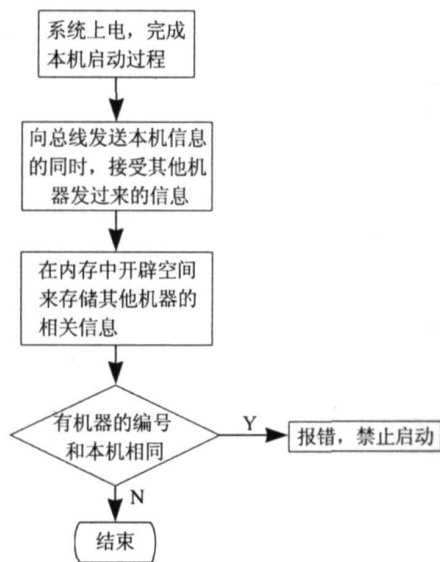 系统上电，完成
本机启动过程
向总线发送本机信息
的同时，接受其他机
器发过来的信息
在内存中开辟空间
来存储其他机器的
相关信息
有机器的编号
和本机相同
Y
报错，禁止启动
N
结束